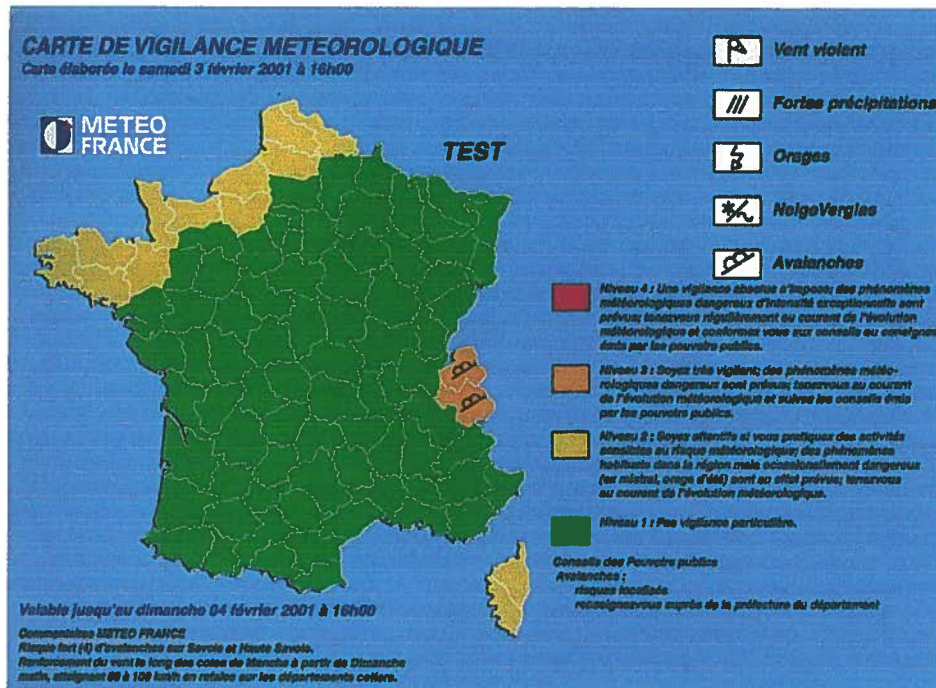 CARTE DE VIGILANCE METEOROLOGIQUE
Carte élaborée le samedi 3 février 2001 à 16h00
METEO
FRANCE
TEST
Vent violent
Fortes précipitations
Orages
NeigeVerglas
Avalanches
Niveau 4 : Une vigilance absolue s'impose; des phénomènes
météorologiques dangereux d'intensité exceptionnelle sont
prévus; tenezvous régulièrement au courant de l'évolution
météorologique et conformez vous aux conseils ou consignes
émis par les pouvoirs publics.
Niveau 3 : Soyez très vigilant; des phénomènes météo-
rologiques dangereux sont prévus; tenezvous au courant
de l'évolution météorologique et suivez les conseils émis
par les pouvoirs publics.
Niveau 2 : Soyez attentifs si vous pratiquez des activités
sensibles au risque météorologique; des phénomènes
habituels dans la région mais occasionnellement dangereux
(ex mistral, orage d'été) sont en effet prévus; tenezvous
au courant de l'évolution météorologique.
Niveau 1 : Pas vigilance particulière.
Conseils des Pouvoirs publics
Avalanches :
risques localisés
renseignezvous auprès de la préfecture du département
Valable jusqu'au dimanche 04 février 2001 à 16h00
Commentaires METEO FRANCE
Risque fort (4) d'avalanches sur Savoie et Haute Savoie.
Renforcement du vent le long des cotes de Manche à partir de Dimanche
matin, atteignant à 100 km/h en rafales sur les départements cotiers.